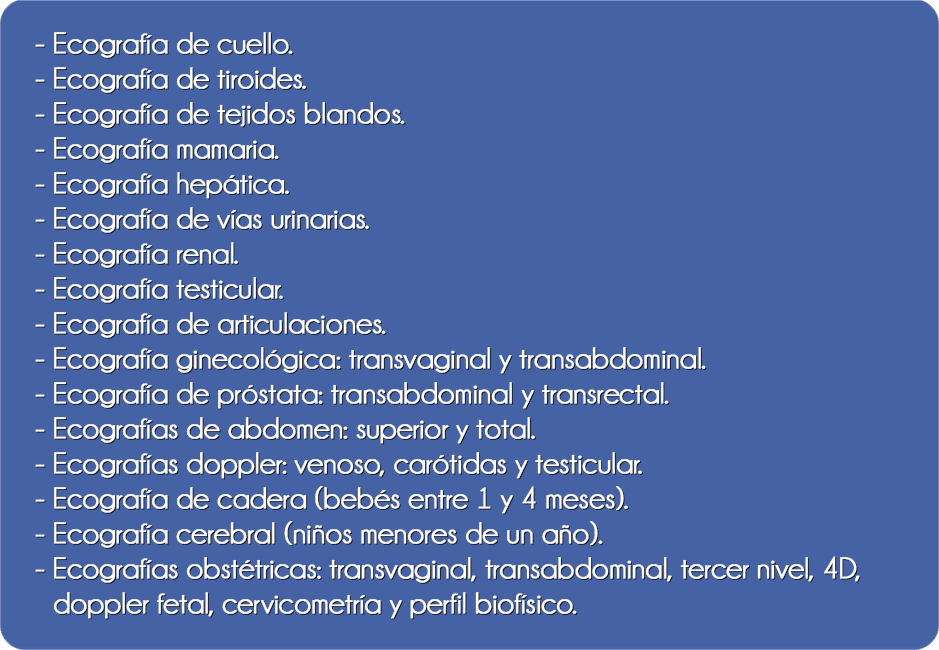 - Ecografía de cuello.
- Ecografía de tiroides.
- Ecografía de tejidos blandos.
- Ecografía mamaria.
- Ecografía hepática.
- Ecografía de vías urinarias.
- Ecografía renal.
- Ecografía testicular.
- Ecografía de articulaciones.
- Ecografía ginecológica: transvaginal y transabdominal.
- Ecografía de próstata: transabdominal y transrectal.
- Ecografías de abdomen: superior y total.
- Ecografías doppler: venoso, carótidas y testicular.
- Ecografía de cadera (bebés entre 1 y 4 meses).
- Ecografía cerebral (niños menores de un año).
- Ecografías obstétricas: transvaginal, transabdominal, tercer nivel, 4D,
doppler fetal, cervicometría y perfil biofísico.